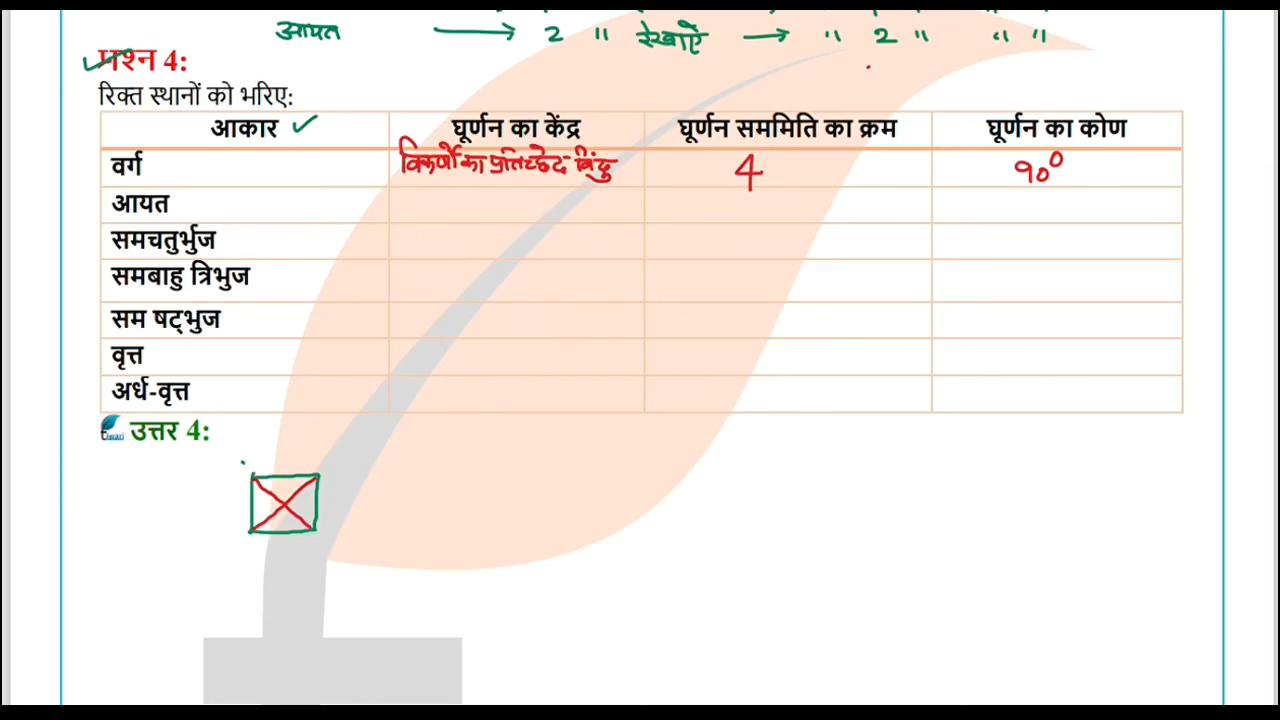 आयत → 2 " रेखाएँ → " 2 " " "
प्रश्न 4:
रिक्त स्थानों को भरिए:
आकार ✓ घूर्णन का केंद्र घूर्णन सममिति का क्रम घूर्णन का कोण
वर्ग विकर्णों का प्रतिच्छेद बिंदु 4 90°
आयत
समचतुर्भुज
समबाहु त्रिभुज
सम षट्भुज
वृत्त
अर्ध-वृत्त
उत्तर 4: